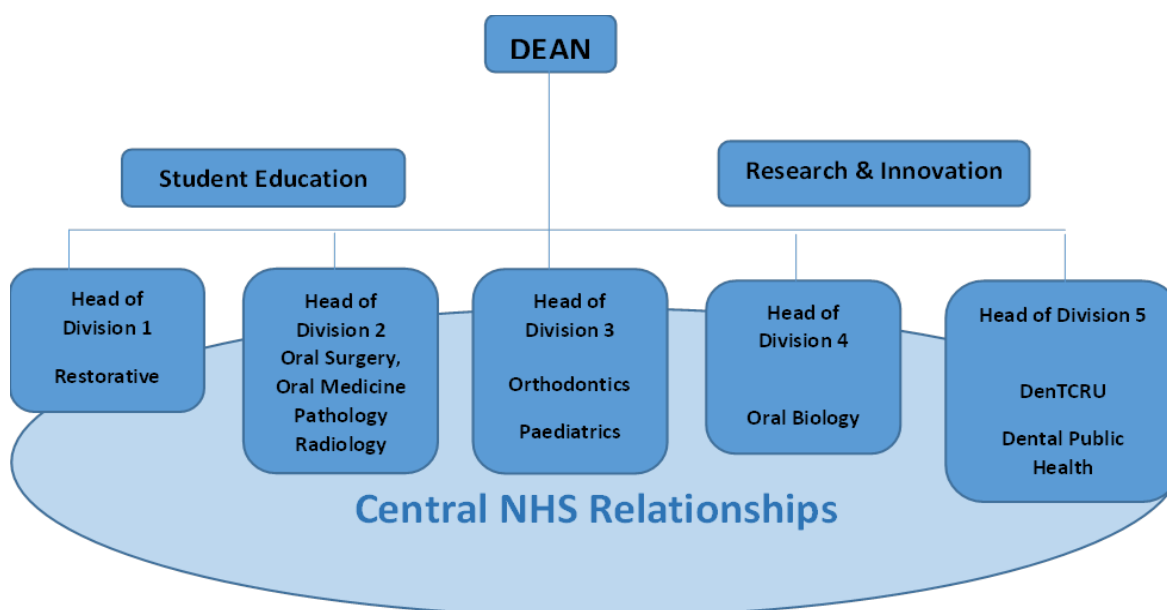 DEAN
Student Education
Research & Innovation
Head of
Division 1
Restorative
Head of
Division 2
Oral Surgery,
Oral Medicine
Pathology
Radiology
Head of
Division 3
Orthodontics
Paediatrics
Head of
Division 4
Oral Biology
Head of Division 5
DenTCRU
Dental Public
Health
Central NHS Relationships